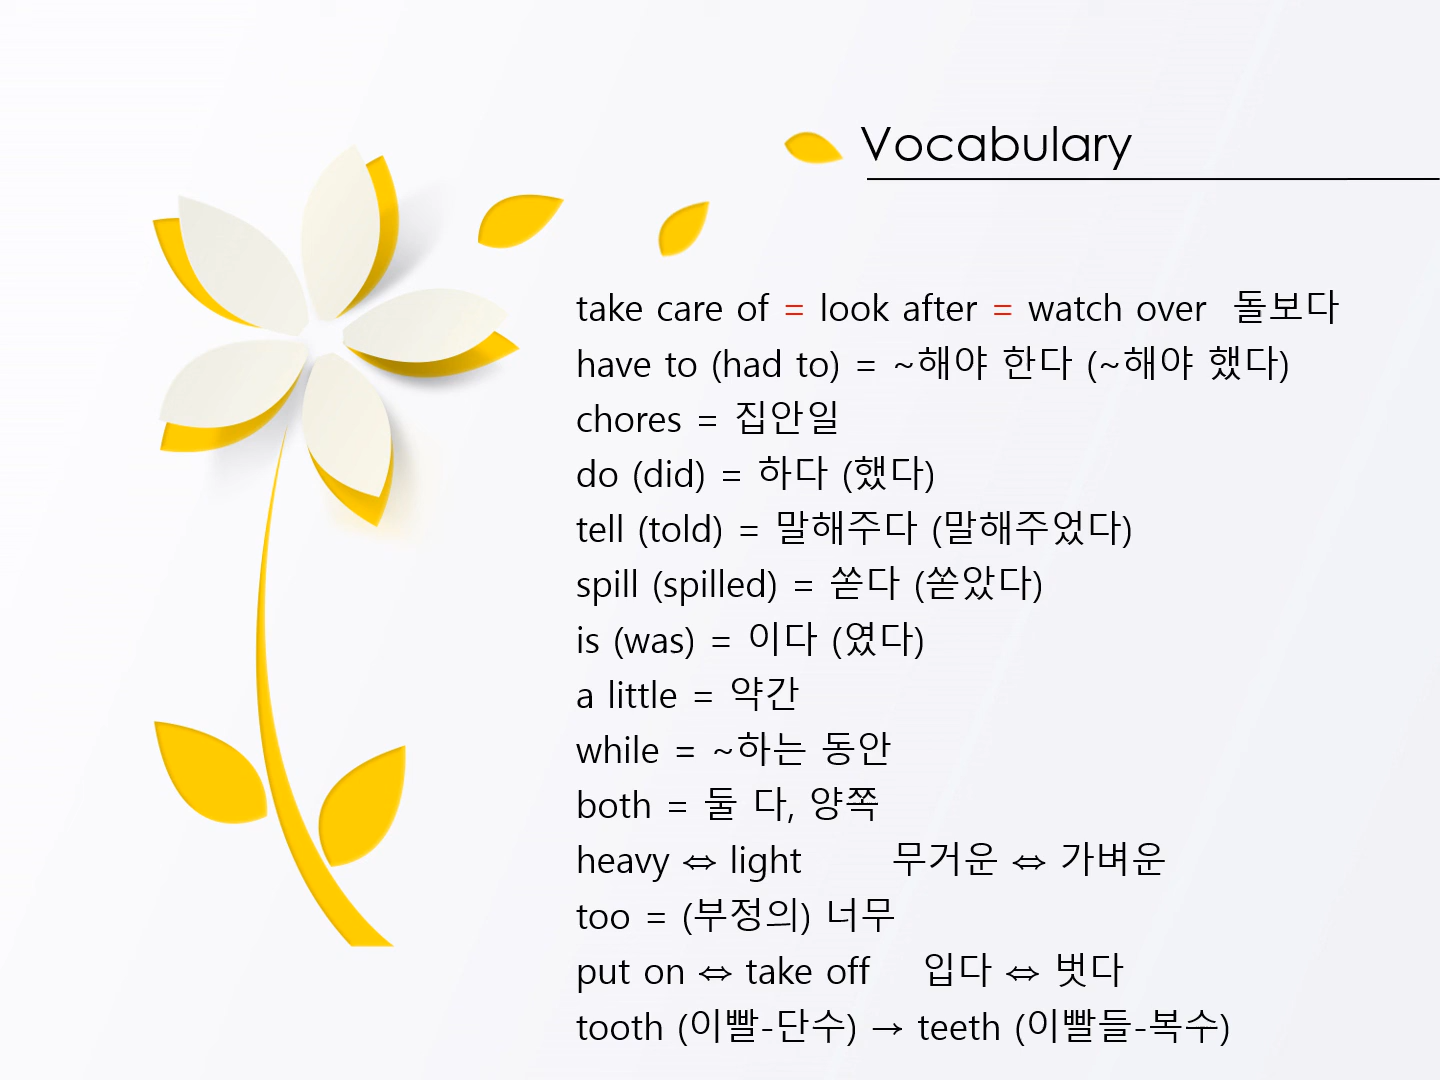 Vocabulary
take care of = look after = watch over 돌보다
have to (had to) = ~해야 한다 (~해야 했다)
chores = 집안일
do (did) = 하다 (했다)
tell (told) = 말해주다 (말해주었다)
spill (spilled) = 쏟다 (쏟았다)
is (was) = 이다 (였다)
a little = 약간
while = ~하는 동안
both = 둘 다, 양쪽
heavy ⇔ light 무거운 ⇔ 가벼운
too = (부정의) 너무
put on ⇔ take off 입다 ⇔ 벗다
tooth (이빨-단수) → teeth (이빨들-복수)